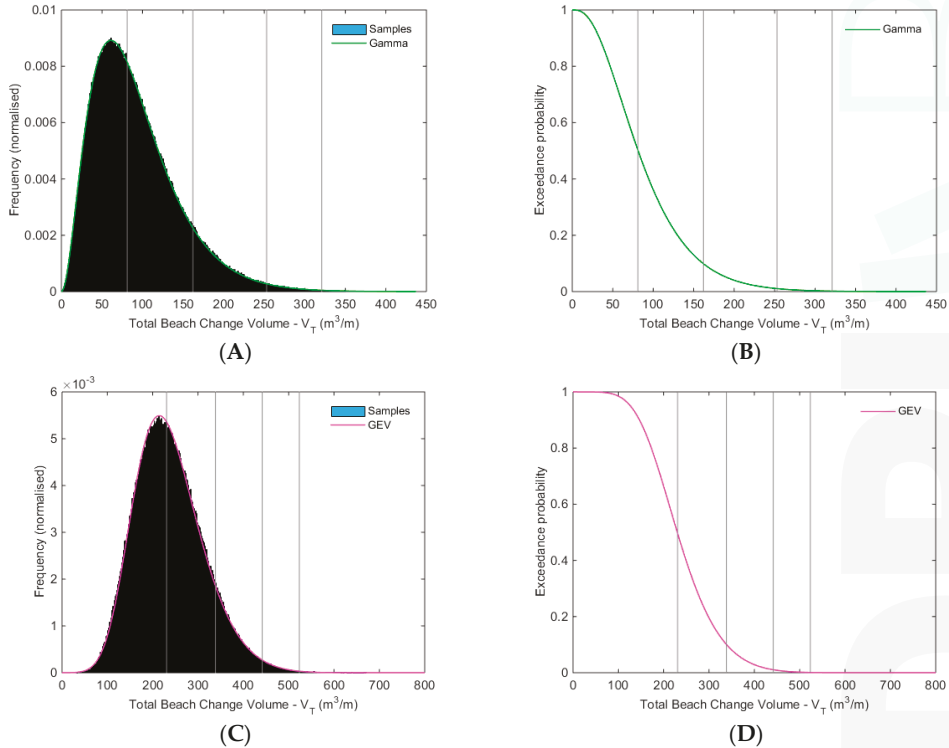 0.01
0.008
0.006
0.004
0.002
0
Frequency (normalised)
Samples
Gamma
0 50 100 150 200 250 300 350 400 450
Total Beach Change Volume - V_T (m³/m)
(A)
1
0.8
0.6
0.4
0.2
0
Exceedance probability
Gamma
0 50 100 150 200 250 300 350 400 450
Total Beach Change Volume - V_T (m³/m)
(B)
×10⁻³
6
5
4
3
2
1
0
Frequency (normalised)
Samples
GEV
0 100 200 300 400 500 600 700 800
Total Beach Change Volume - V_T (m³/m)
(C)
1
0.8
0.6
0.4
0.2
0
Exceedance probability
GEV
0 100 200 300 400 500 600 700 800
Total Beach Change Volume - V_T (m³/m)
(D)